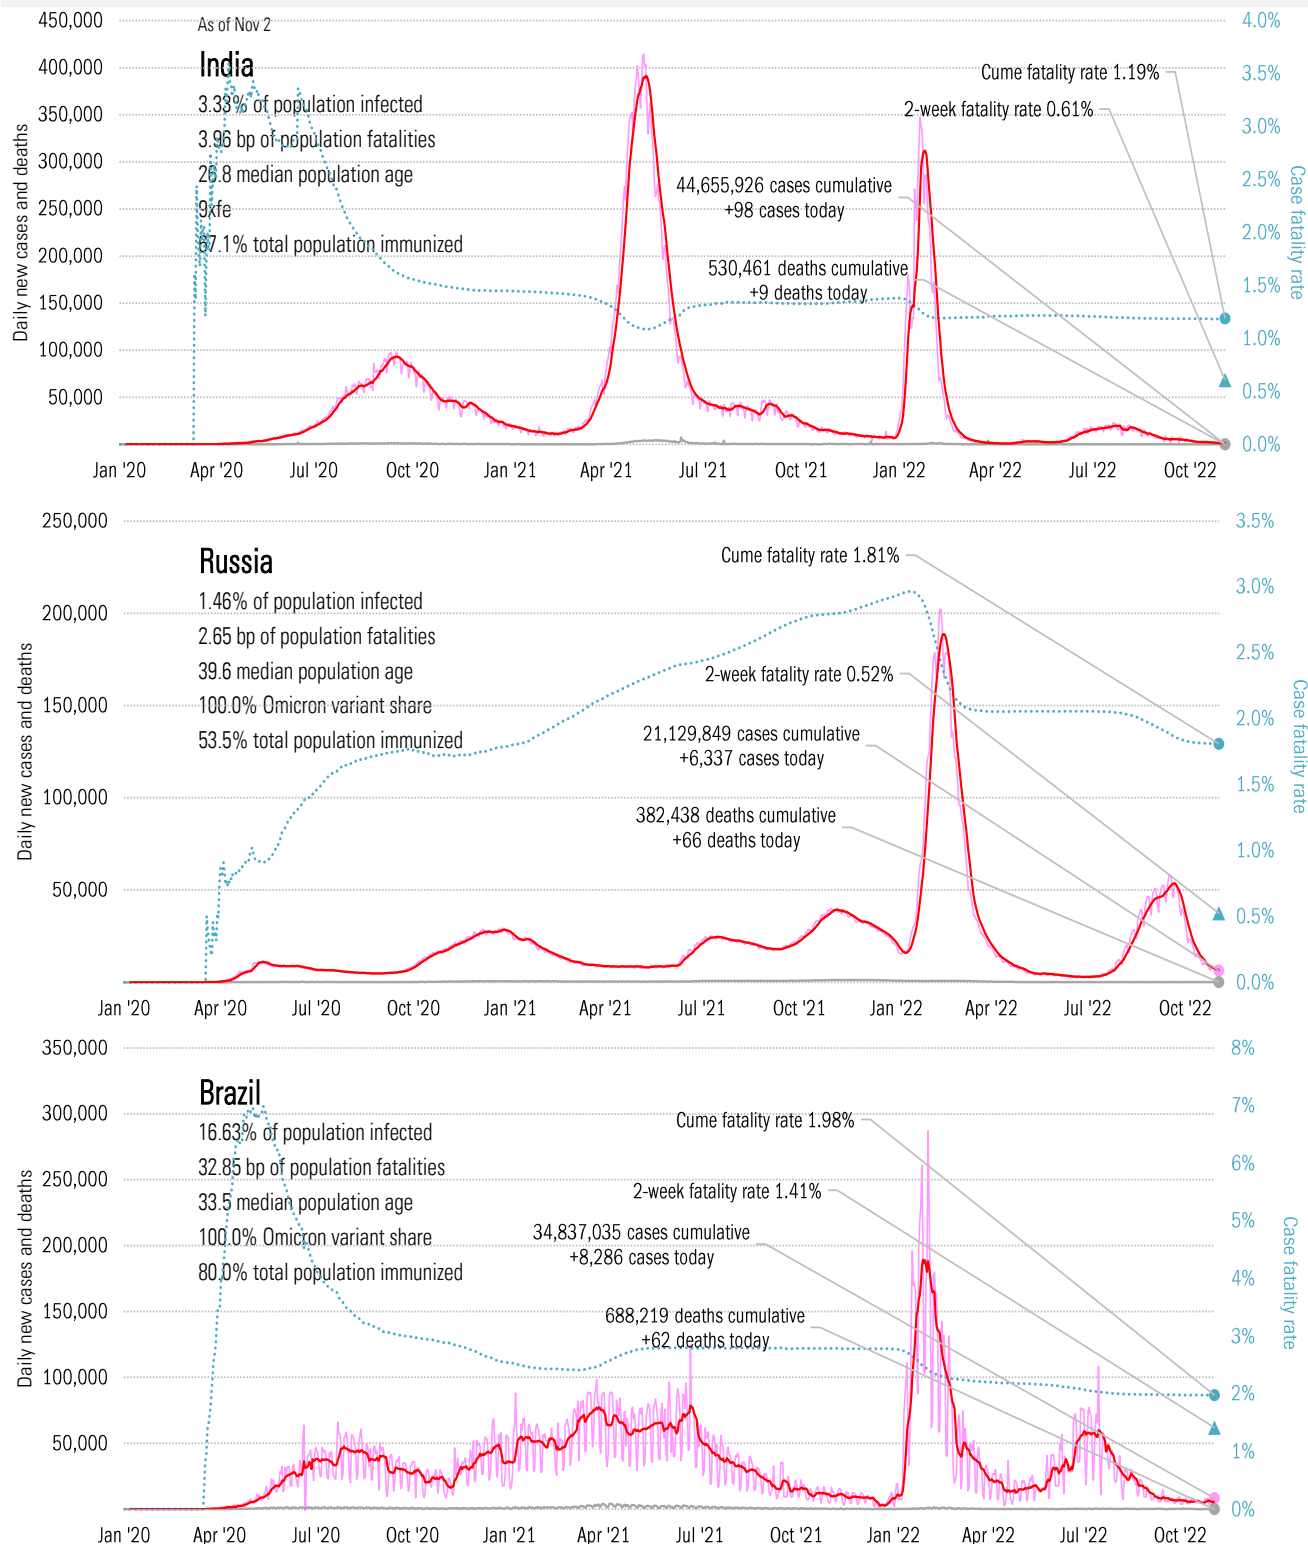 As of Nov 2
India
3.33% of population infected
3.96 bp of population fatalities
28.8 median population age
9xfe
67.1% total population immunized
Cume fatality rate 1.19%
2-week fatality rate 0.61%
44,655,926 cases cumulative
+98 cases today
530,461 deaths cumulative
+9 deaths today
Daily new cases and deaths
450,000
400,000
350,000
300,000
250,000
200,000
150,000
100,000
50,000
4.0%
3.5%
3.0%
2.5%
2.0%
1.5%
1.0%
0.5%
0.0%
Case fatality rate
Jan '20 Apr '20 Jul '20 Oct '20 Jan '21 Apr '21 Jul '21 Oct '21 Jan '22 Apr '22 Jul '22 Oct '22
Russia
1.46% of population infected
2.65 bp of population fatalities
39.6 median population age
100.0% Omicron variant share
53.5% total population immunized
Cume fatality rate 1.81%
2-week fatality rate 0.52%
21,129,849 cases cumulative
+6,337 cases today
382,438 deaths cumulative
+66 deaths today
Daily new cases and deaths
250,000
200,000
150,000
100,000
50,000
3.5%
3.0%
2.5%
2.0%
1.5%
1.0%
0.5%
0.0%
Case fatality rate
Jan '20 Apr '20 Jul '20 Oct '20 Jan '21 Apr '21 Jul '21 Oct '21 Jan '22 Apr '22 Jul '22 Oct '22
Brazil
16.63% of population infected
32.85 bp of population fatalities
33.5 median population age
100.0% Omicron variant share
80.0% total population immunized
Cume fatality rate 1.98%
2-week fatality rate 1.41%
34,837,035 cases cumulative
+8,286 cases today
688,219 deaths cumulative
+62 deaths today
Daily new cases and deaths
350,000
300,000
250,000
200,000
150,000
100,000
50,000
8%
7%
6%
5%
4%
3%
2%
1%
0%
Case fatality rate
Jan '20 Apr '20 Jul '20 Oct '20 Jan '21 Apr '21 Jul '21 Oct '21 Jan '22 Apr '22 Jul '22 Oct '22